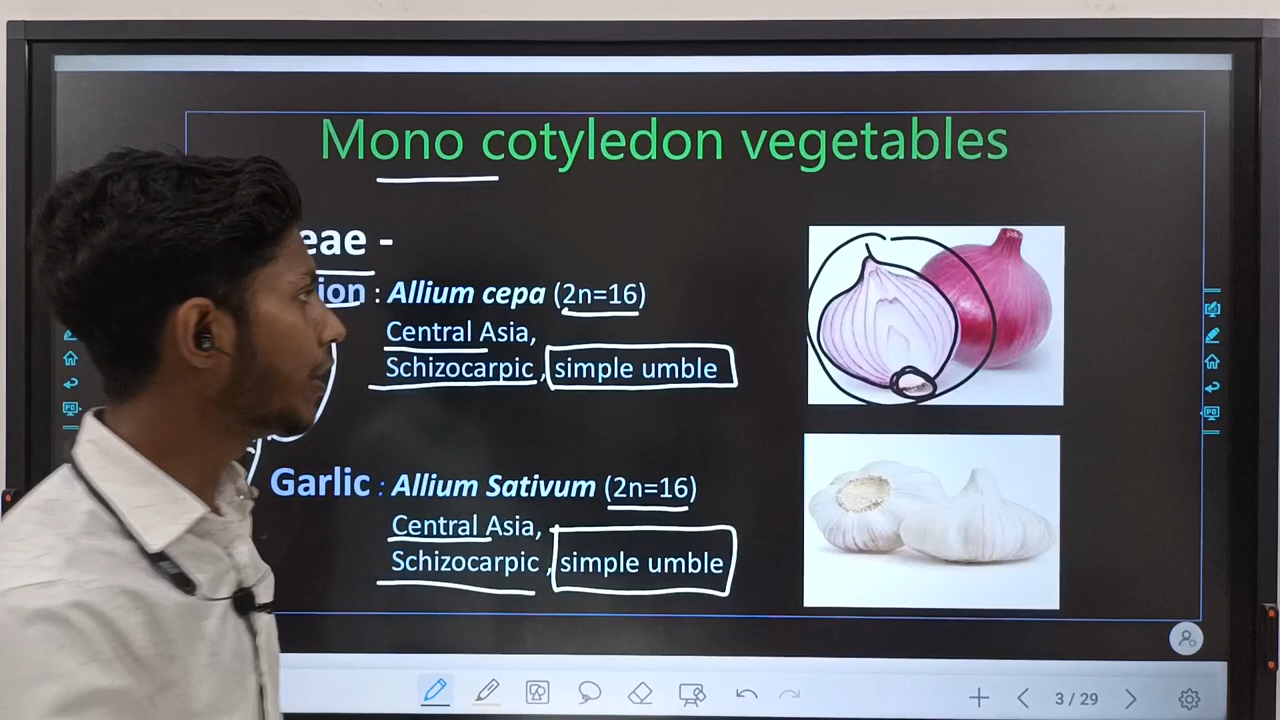 Mono cotyledon vegetables
eae -
ion : Allium cepa (2n=16)
Central Asia,
Schizocarpic , simple umble
Garlic : Allium Sativum (2n=16)
Central Asia,
Schizocarpic , simple umble
3 / 29